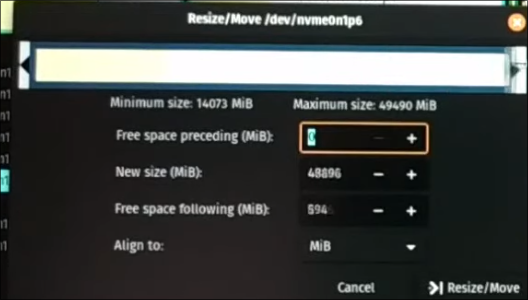 Resize/Move /dev/nvme0n1p6
Minimum size: 14073 MiB Maximum size: 49490 MiB
Free space preceding (MiB): 0
New size (MiB): 48896
Free space following (MiB): 594
Align to: MiB
Cancel Resize/Move